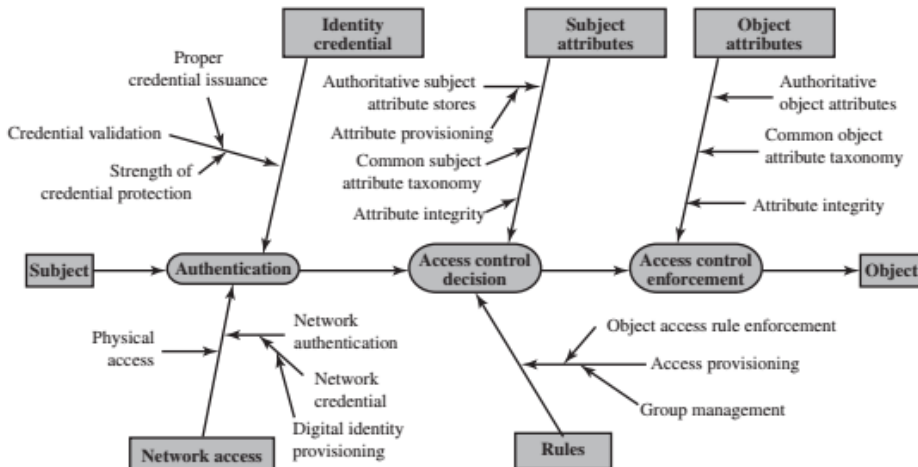 Identity
credential
Subject
attributes
Object
attributes
Proper
credential issuance
Credential validation
Strength of
credential protection
Authoritative subject
attribute stores
Attribute provisioning
Common subject
attribute taxonomy
Attribute integrity
Authoritative
object attributes
Common object
attribute taxonomy
Attribute integrity
Subject
Authentication
Access control
decision
Access control
enforcement
Object
Physical
access
Network
authentication
Network
credential
Digital identity
provisioning
Object access rule enforcement
Access provisioning
Group management
Network access
Rules